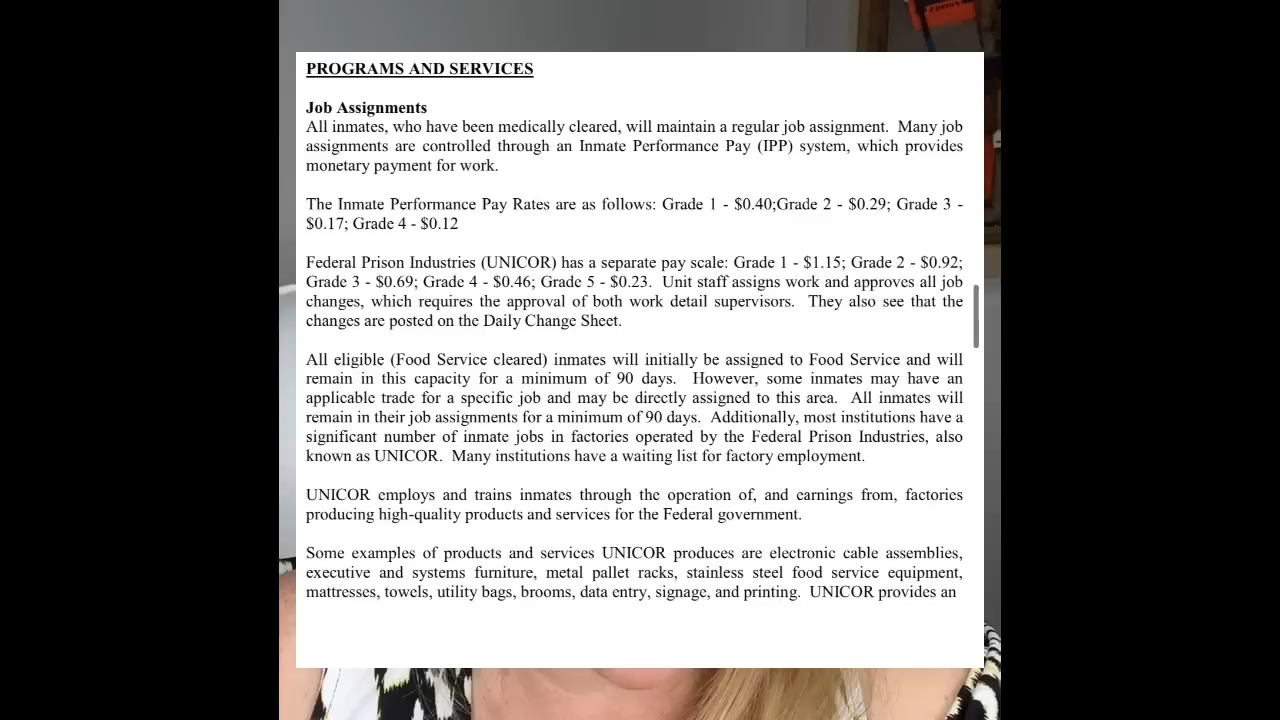 PROGRAMS AND SERVICES
Job Assignments
All inmates, who have been medically cleared, will maintain a regular job assignment. Many job
assignments are controlled through an Inmate Performance Pay (IPP) system, which provides
monetary payment for work.
The Inmate Performance Pay Rates are as follows: Grade 1 - $0.40;Grade 2 - $0.29; Grade 3 -
$0.17; Grade 4 - $0.12
Federal Prison Industries (UNICOR) has a separate pay scale: Grade 1 - $1.15; Grade 2 - $0.92;
Grade 3 - $0.69; Grade 4 - $0.46; Grade 5 - $0.23. Unit staff assigns work and approves all job
changes, which requires the approval of both work detail supervisors. They also see that the
changes are posted on the Daily Change Sheet.
All eligible (Food Service cleared) inmates will initially be assigned to Food Service and will
remain in this capacity for a minimum of 90 days. However, some inmates may have an
applicable trade for a specific job and may be directly assigned to this area. All inmates will
remain in their job assignments for a minimum of 90 days. Additionally, most institutions have a
significant number of inmate jobs in factories operated by the Federal Prison Industries, also
known as UNICOR. Many institutions have a waiting list for factory employment.
UNICOR employs and trains inmates through the operation of, and earnings from, factories
producing high-quality products and services for the Federal government.
Some examples of products and services UNICOR produces are electronic cable assemblies,
executive and systems furniture, metal pallet racks, stainless steel food service equipment,
mattresses, towels, utility bags, brooms, data entry, signage, and printing. UNICOR provides an